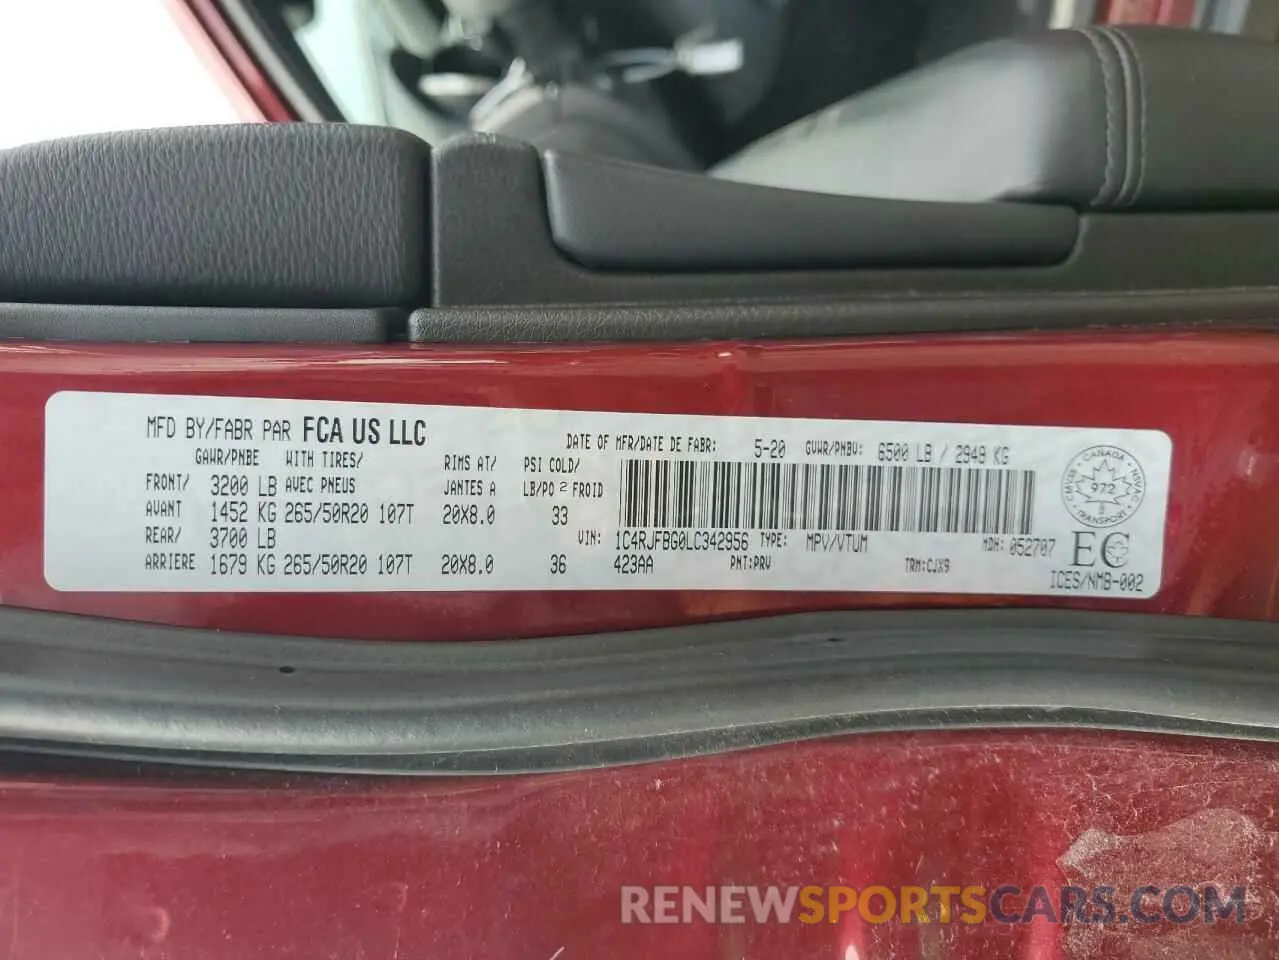 MFD BY/FABR PAR FCA US LLC DATE OF MFR/DATE DE FABR: 5-20 GVWR/PNBV: 6500 LB / 2948 KG
GAWR/PNBE WITH TIRES/ RIMS AT/ PSI COLD/
FRONT/ 3200 LB AVEC PNEUS JANTES A LB/PO² FROID
AVANT 1452 KG 265/50R20 107T 20X8.0 33
REAR/ 3700 LB VIN: 1C4RJFBG0LC342956 TYPE: MPV/VTUM MDH: 052707
ARRIERE 1679 KG 265/50R20 107T 20X8.0 36 423AA PNT:PRV TRM:CJX9
CANADA
CMVSS NSVAC
972
8
TRANSPORT
EC
ICES/NMB-002
RENEWSPORTSCARS.COM